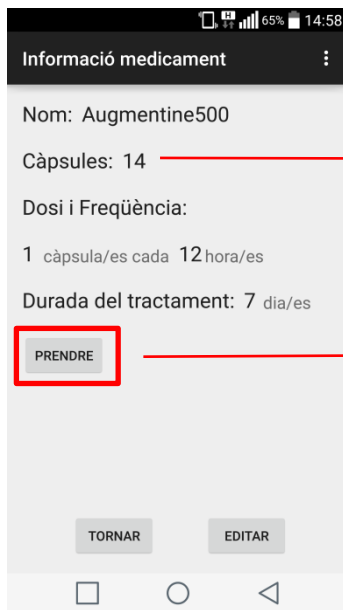 H 65% 14:58
Informació medicament
Nom: Augmentine500
Càpsules: 14
Dosi i Freqüència:
1 càpsula/es cada 12 hora/es
Durada del tractament: 7 dia/es
PRENDRE
TORNAR EDITAR